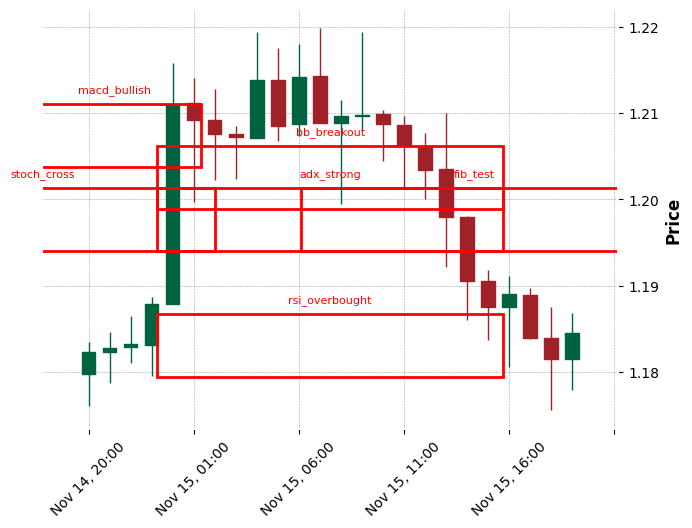 1.22
macd_bullish
1.21
bb_breakout
stoch_cross
adx_strong
fib_test
1.20
Price
1.19
rsi_overbought
1.18
Nov 14, 20:00
Nov 15, 01:00
Nov 15, 06:00
Nov 15, 11:00
Nov 15, 16:00